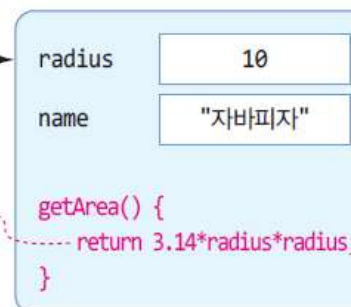 radius 10
name "자바피자"
getArea() {
return 3.14*radius*radius;
}